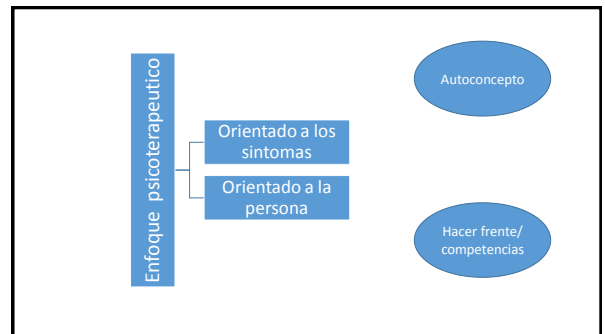 Enfoque psicoterapeutico
Orientado a los
sintomas
Orientado a la
persona
Autoconcepto
Hacer frente/
competencias